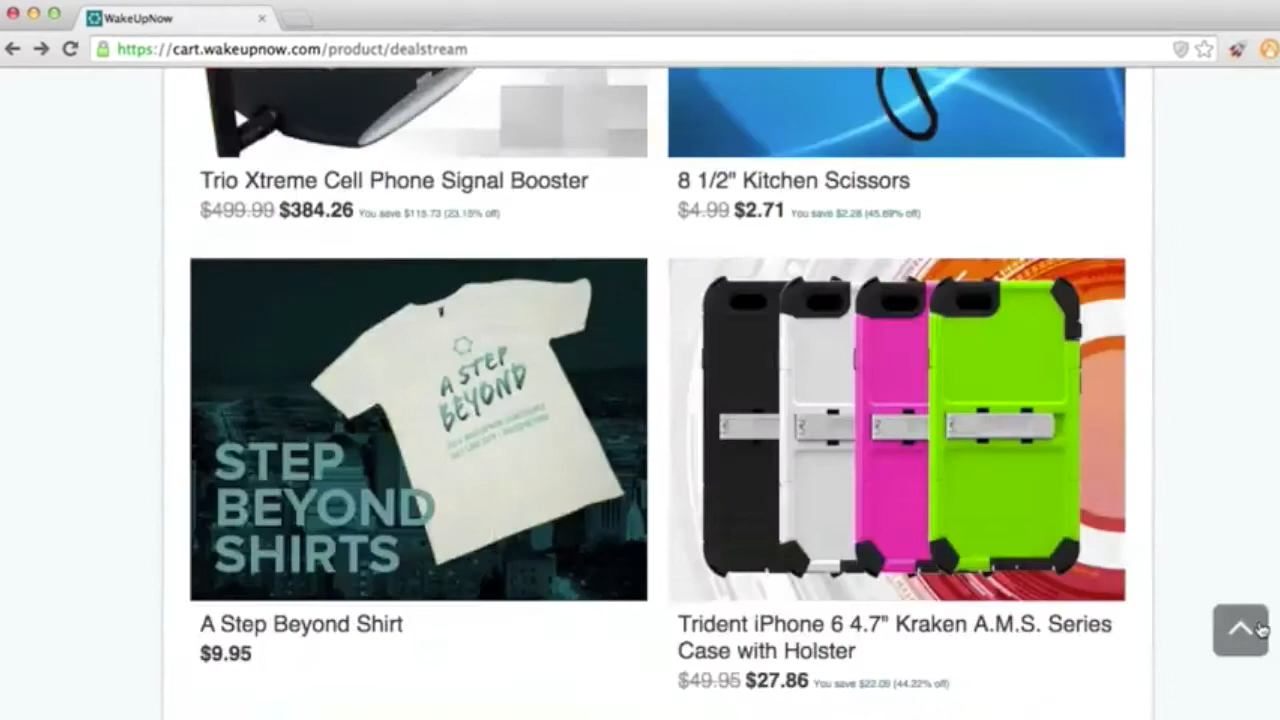 WakeUpNow
https://cart.wakeupnow.com/product/dealstream
Trio Xtreme Cell Phone Signal Booster
$499.99 $384.26 You save $115.73 (23.15% off)
8 1/2" Kitchen Scissors
$4.99 $2.71 You save $2.28 (45.69% off)
A STEP
BEYOND
STEP
BEYOND
SHIRTS
A Step Beyond Shirt
$9.95
Trident iPhone 6 4.7" Kraken A.M.S. Series
Case with Holster
$49.95 $27.86 You save $22.09 (44.22% off)